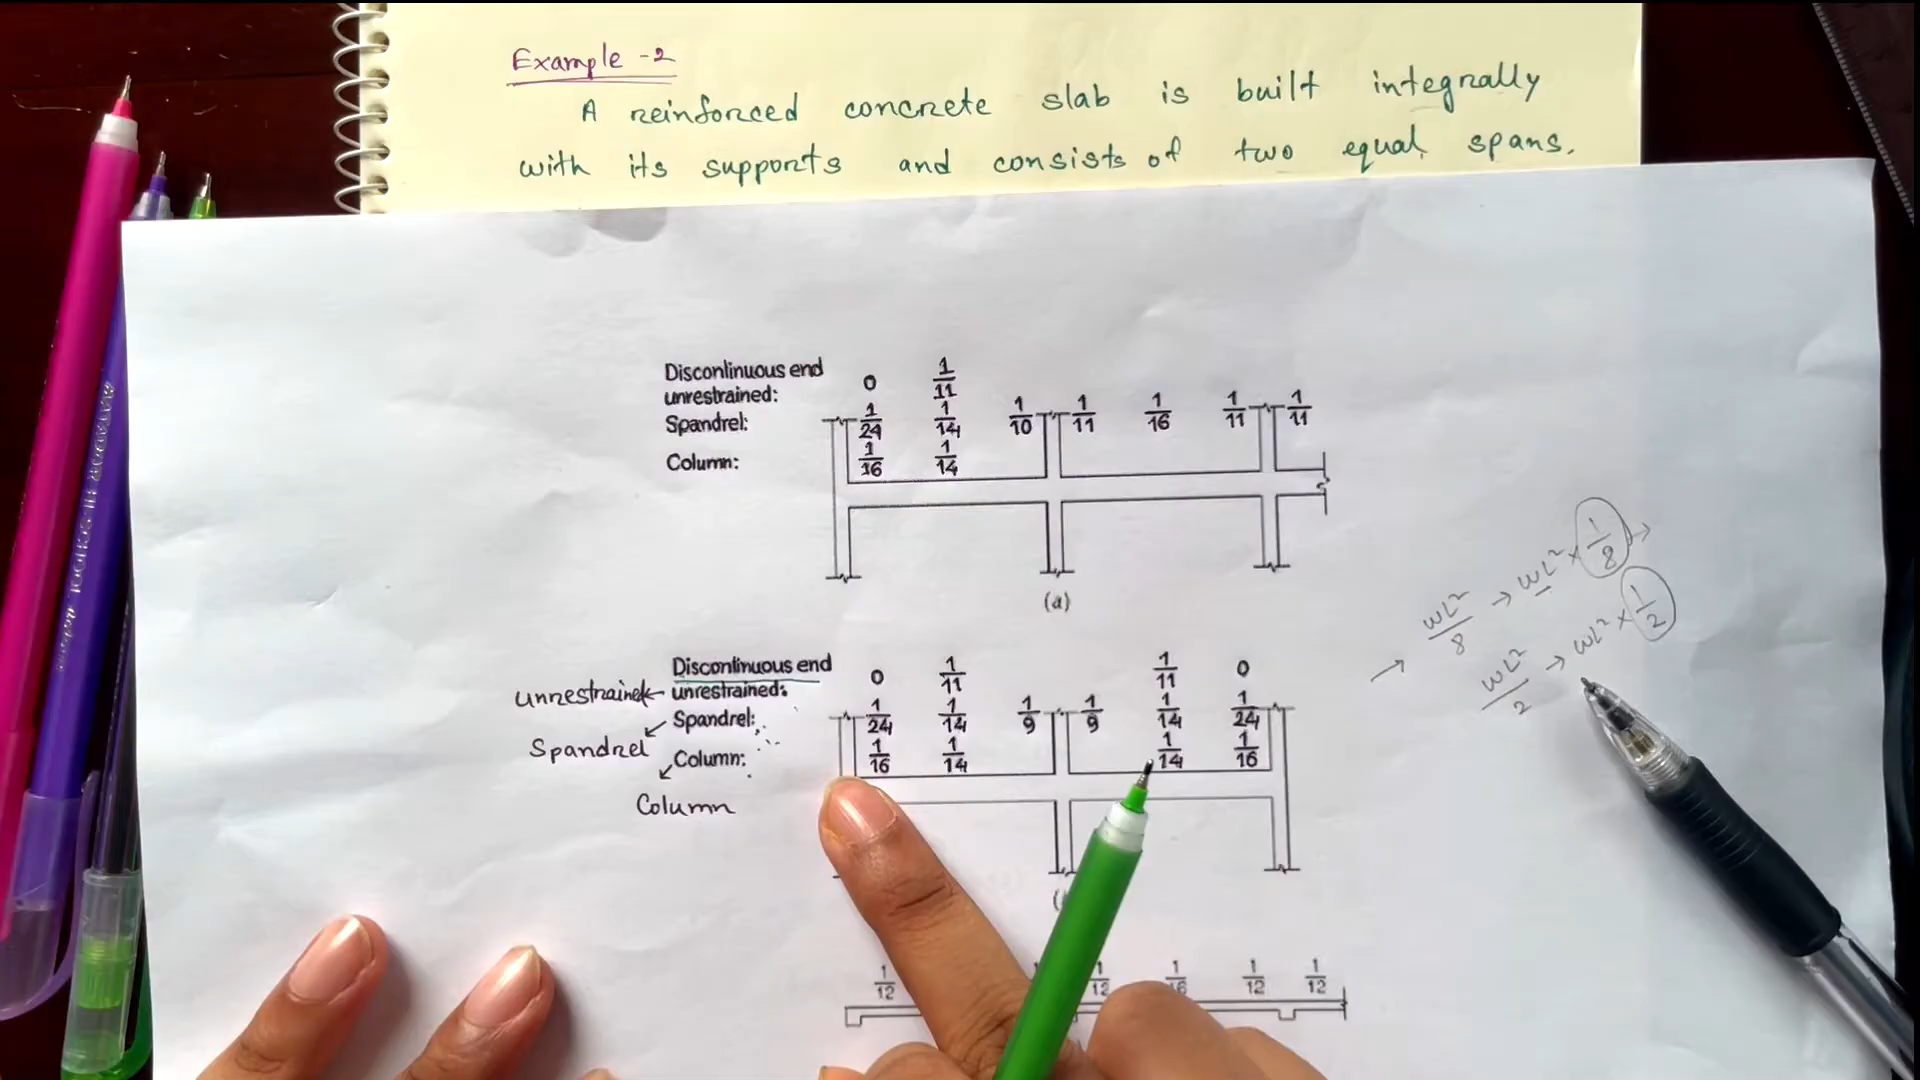 Example -2
A reinforced concrete slab is built integrally
with its supports and consists of two equal spans.
Discontinuous end
unrestrained: 0 1/11
Spandrel: 1/24 1/14 1/10 1/11 1/16 1/11 1/11
Column: 1/16 1/14
(a)
Discontinuous end
unrestrained ← unrestrained: 0 1/11 1/11 0
Spandrel: 1/24 1/14 1/9 1/9 1/14 1/24
Spandrel
Column: 1/16 1/14 1/14 1/16
Column
→ wL²/8 → wL² × 1/8 →
wL²/2 → wL² × 1/2
1/12 1/12 1/16 1/12 1/12